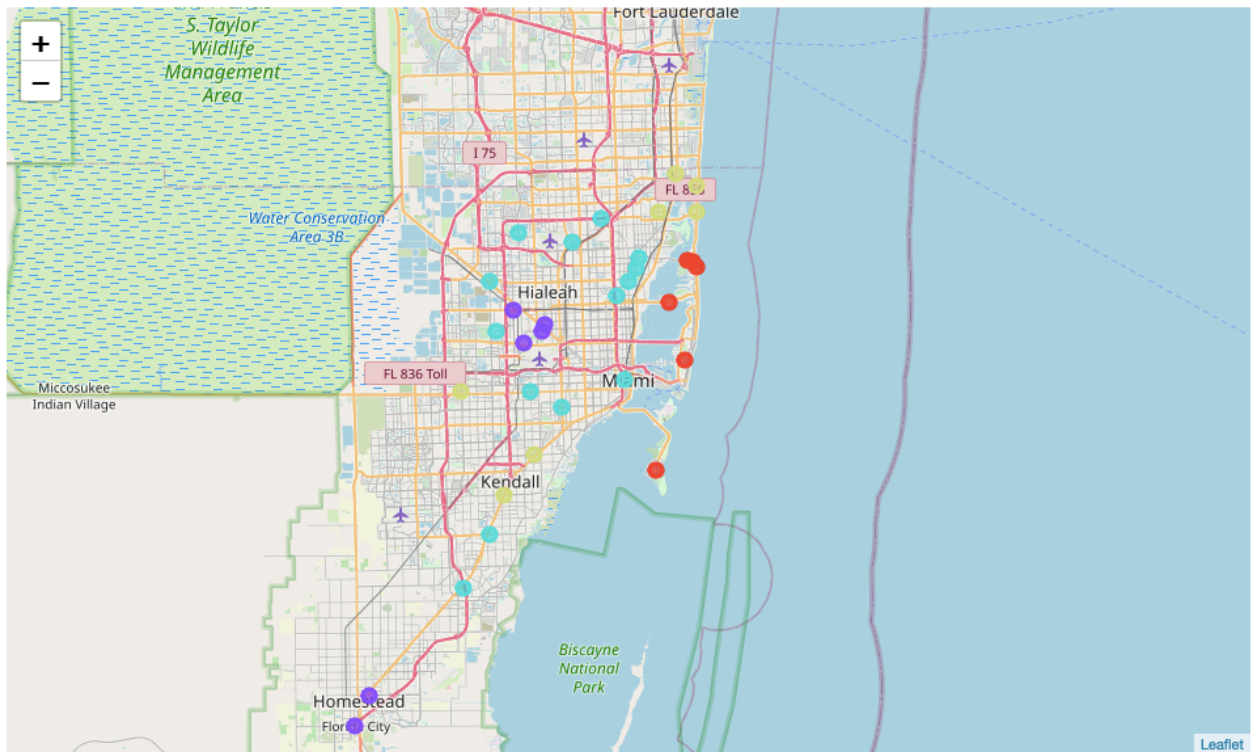 +
−
S. Taylor
Wildlife
Management
Area
Fort Lauderdale
I 75
FL 856
Water Conservation
Area 3B
Hialeah
FL 836 Toll
Miami
Miccosukee
Indian Village
Kendall
Biscayne
National
Park
Homestead
Florida City
Leaflet